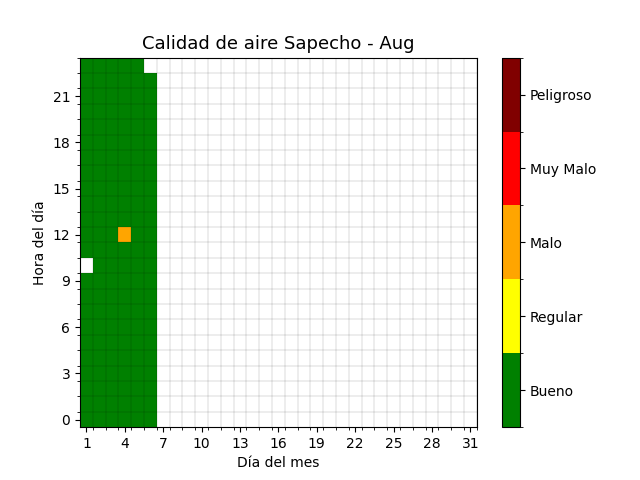 Calidad de aire Sapecho - Aug
Peligroso
Muy Malo
Malo
Regular
Bueno
Hora del día
21
18
15
12
9
6
3
0
1 4 7 10 13 16 19 22 25 28 31
Día del mes